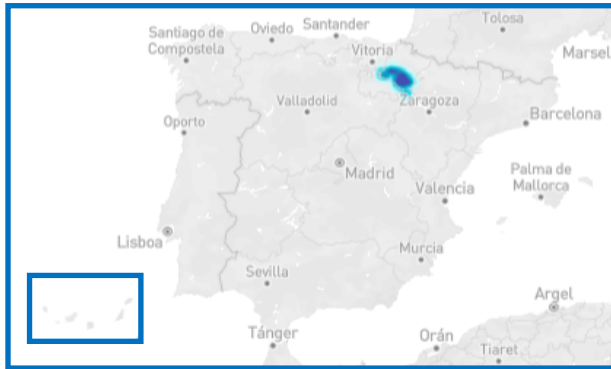 Tolosa
Santander
Oviedo
Santiago de
Compostela
Vitoria
Marsel
Valladolid
Zaragoza
Barcelona
Oporto
Madrid
Palma de
Mallorca
Valencia
Lisboa
Murcia
Sevilla
Argel
Tánger
Orán
Tiaret